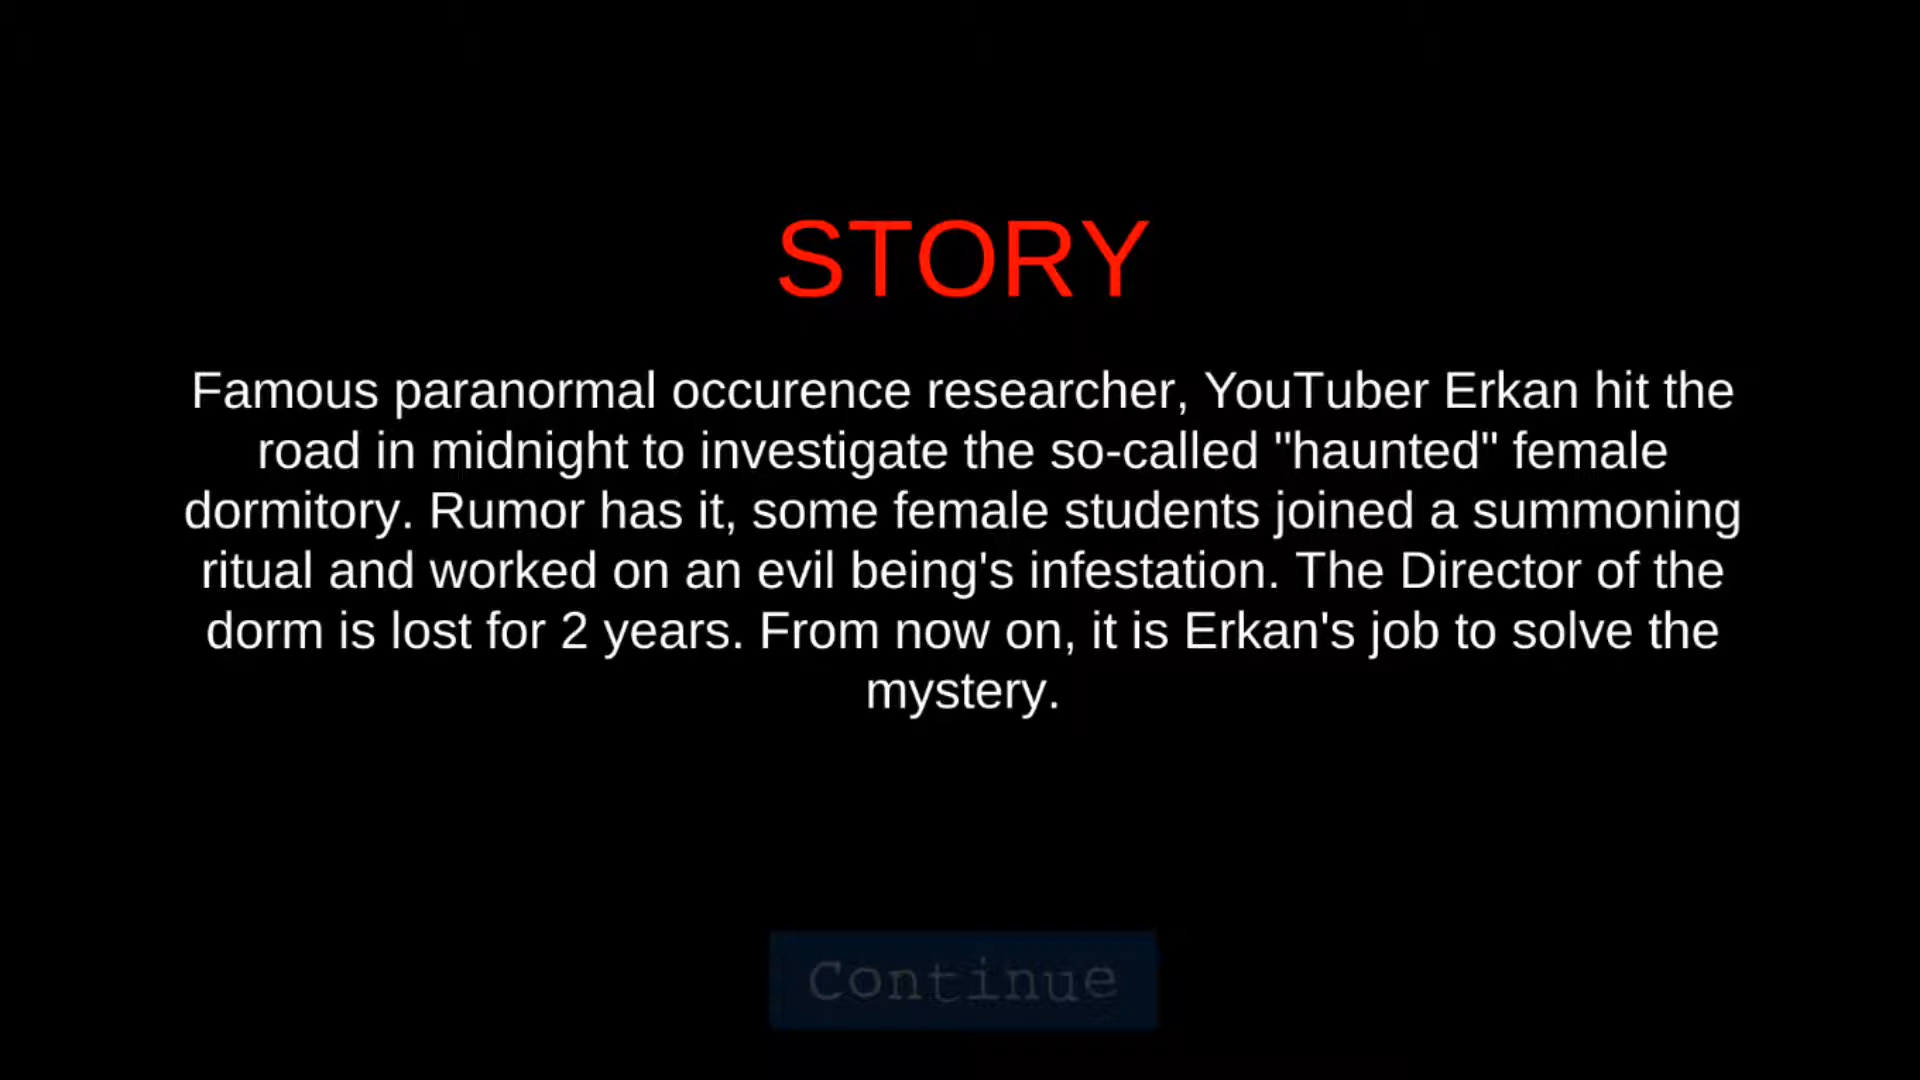 STORY
Famous paranormal occurence researcher, YouTuber Erkan hit the
road in midnight to investigate the so-called "haunted" female
dormitory. Rumor has it, some female students joined a summoning
ritual and worked on an evil being's infestation. The Director of the
dorm is lost for 2 years. From now on, it is Erkan's job to solve the
mystery.
Continue